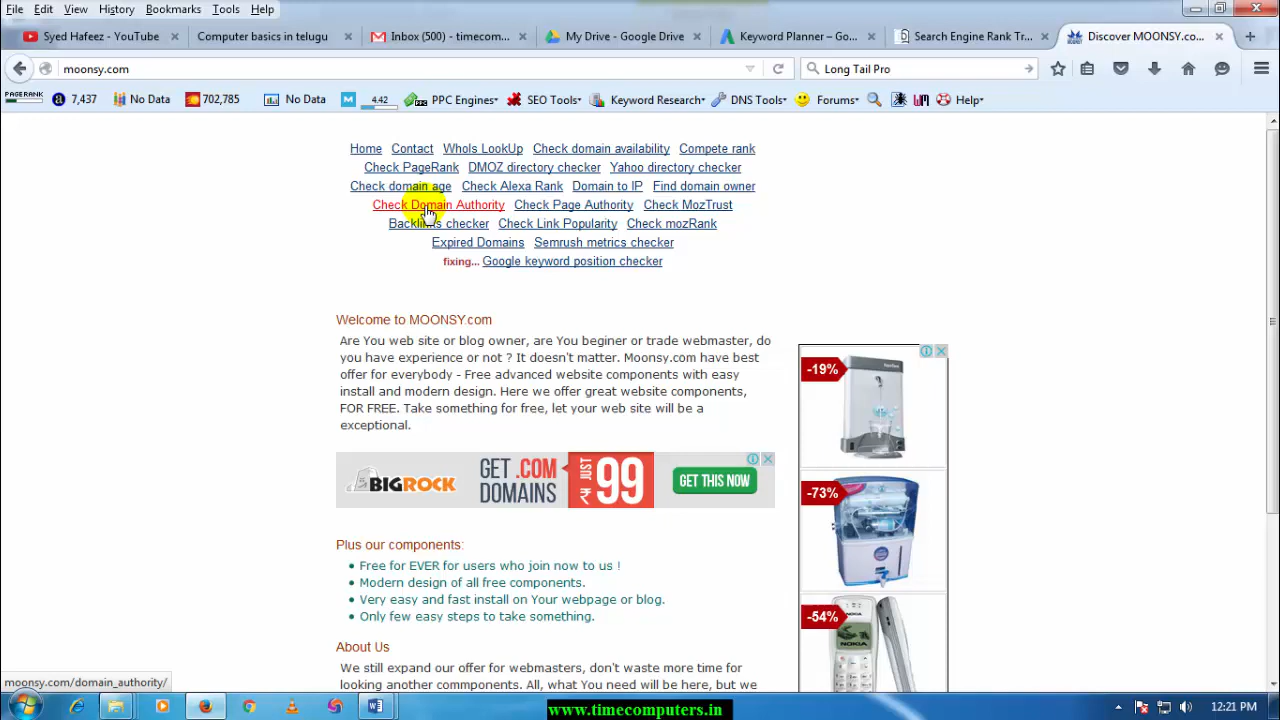 File Edit View History Bookmarks Tools Help
Syed Hafeez - YouTube × Computer basics in telugu × Inbox (500) - timecom... × My Drive - Google Drive × Keyword Planner – Go... × Search Engine Rank Tr... × Discover MOONSY.co... ×
moonsy.com Long Tail Pro
PAGERANK 7,437 No Data 702,785 No Data M 4.42 PPC Engines SEO Tools Keyword Research DNS Tools Forums Help
Home Contact WhoIs LookUp Check domain availability Compete rank
Check PageRank DMOZ directory checker Yahoo directory checker
Check domain age Check Alexa Rank Domain to IP Find domain owner
Check Domain Authority Check Page Authority Check MozTrust
Backlinks checker Check Link Popularity Check mozRank
Expired Domains Semrush metrics checker
fixing... Google keyword position checker
Welcome to MOONSY.com
Are You web site or blog owner, are You beginer or trade webmaster, do
you have experience or not ? It doesn't matter. Moonsy.com have best
offer for everybody - Free advanced website components with easy
install and modern design. Here we offer great website components,
FOR FREE. Take something for free, let your web site will be a
exceptional.
BIGROCK GET .COM DOMAINS JUST ₹ 99 GET THIS NOW
-19%
-73%
-54%
NOKIA
Plus our components:
• Free for EVER for users who join now to us !
• Modern design of all free components.
• Very easy and fast install on Your webpage or blog.
• Only few easy steps to take something.
About Us
We still expand our offer for webmasters, don't waste more time for
looking another commponents. All, what You need will be here, but we
moonsy.com/domain_authority/
www.timecomputers.in
12:21 PM